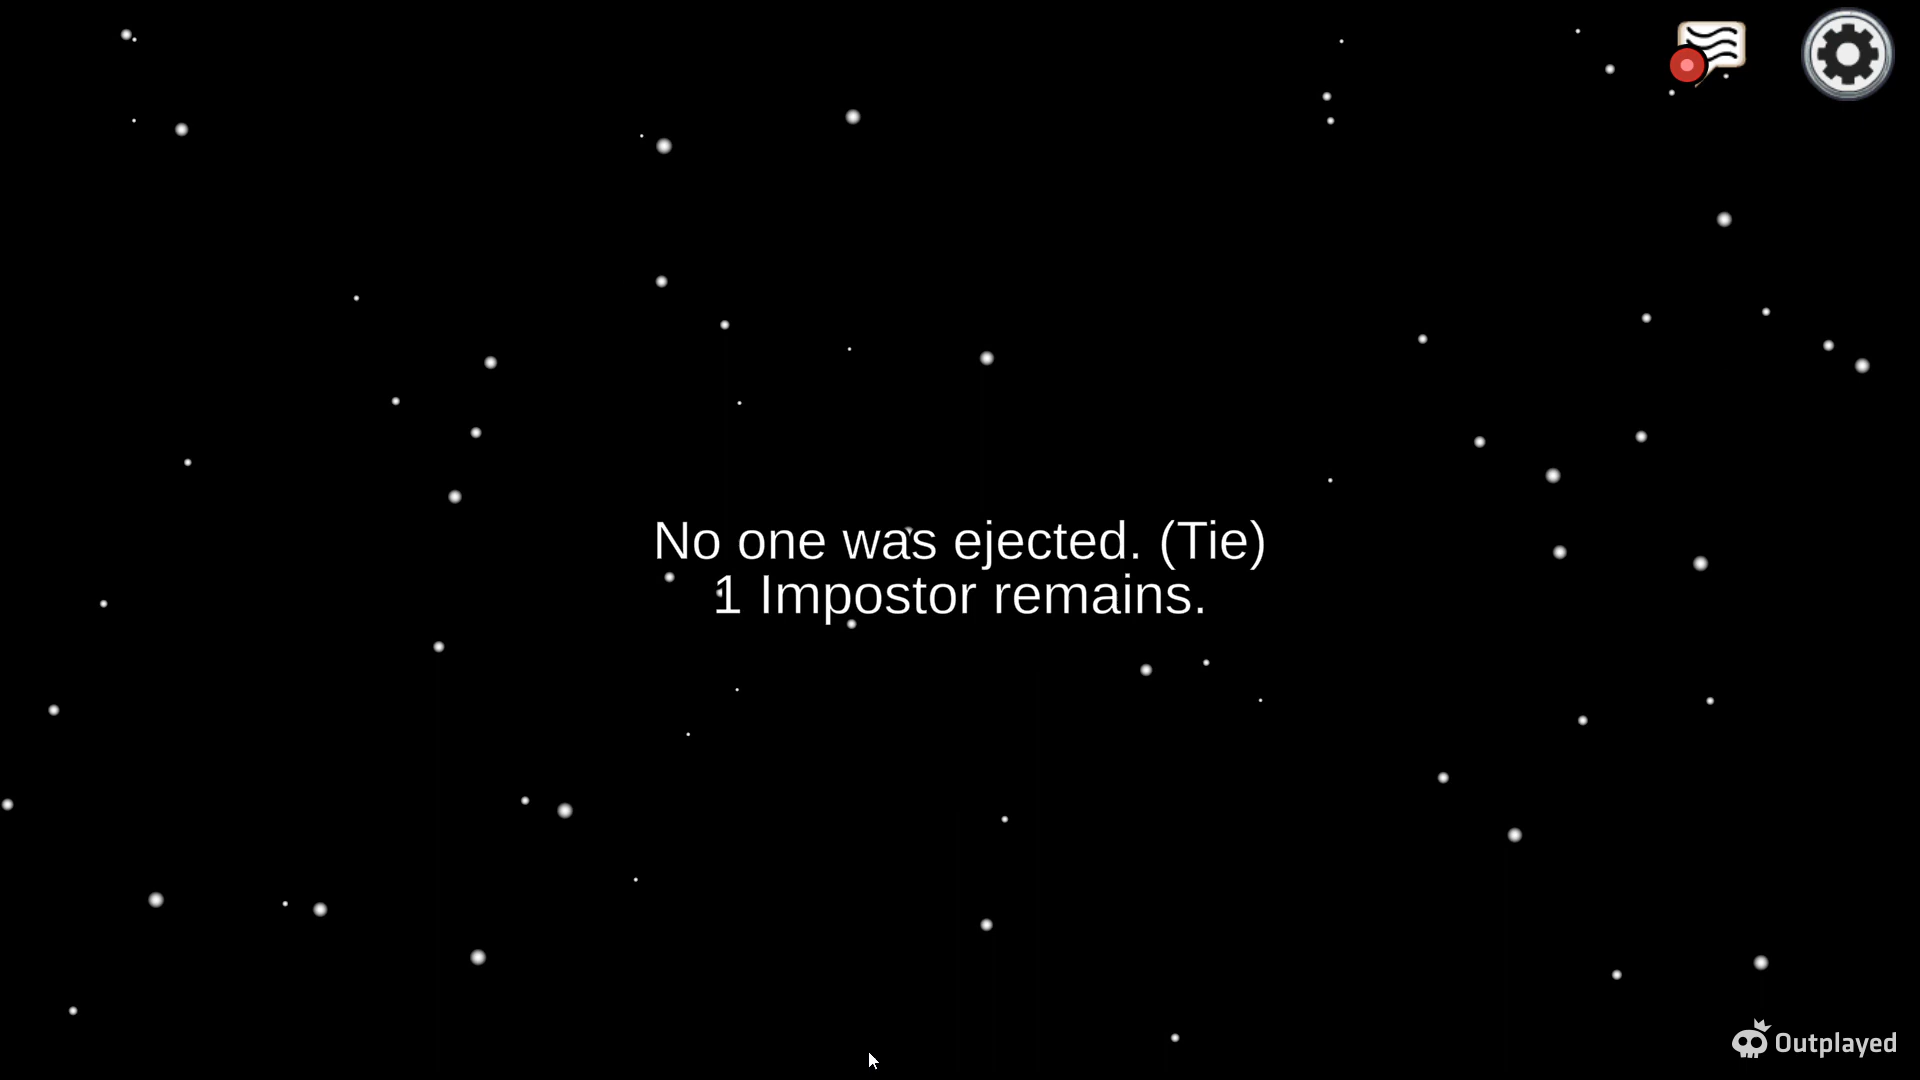 No one was ejected. (Tie)
1 Impostor remains.
Outplayed